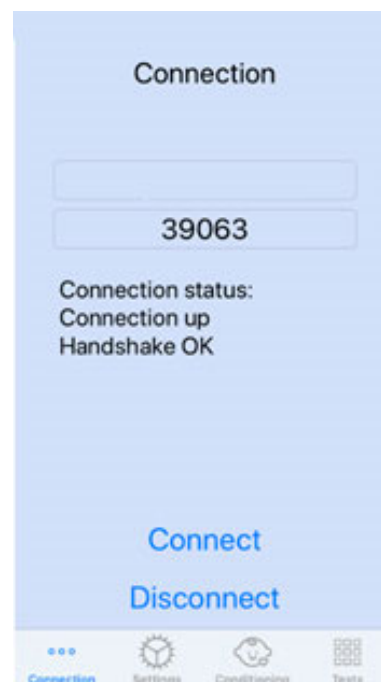 Connection
39063
Connection status:
Connection up
Handshake OK
Connect
Disconnect
Connection Settings Conditioning Tests